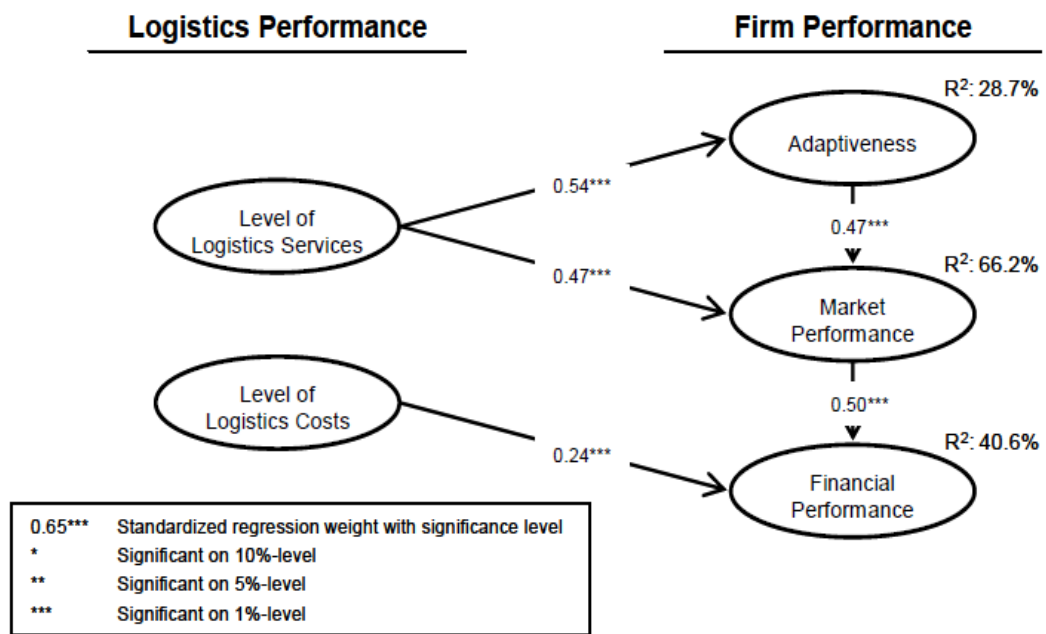 Logistics Performance
Firm Performance
R²: 28.7%
Adaptiveness
0.54***
Level of
Logistics Services
0.47***
R²: 66.2%
0.47***
Market
Performance
Level of
Logistics Costs
0.50***
R²: 40.6%
0.24***
Financial
Performance
0.65*** Standardized regression weight with significance level
* Significant on 10%-level
** Significant on 5%-level
*** Significant on 1%-level